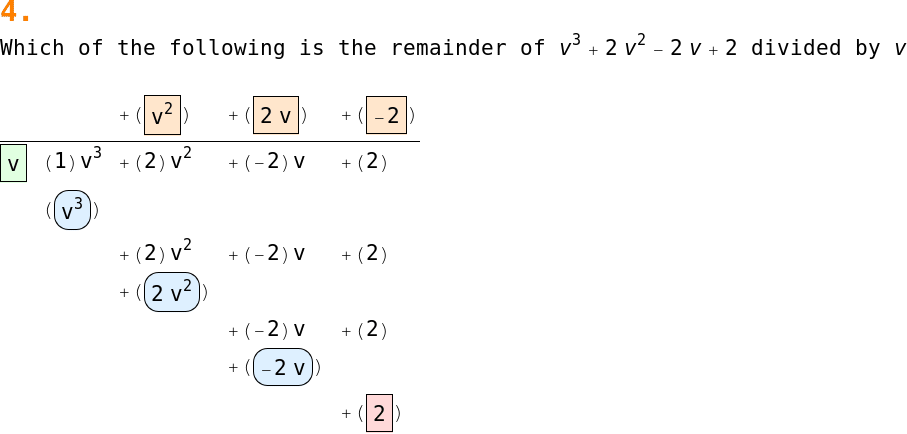 4.
Which of the following is the remainder of v³ + 2 v² − 2 v + 2 divided by v
+ ( v² ) + ( 2 v ) + ( −2 )
v (1) v³ + (2) v² + (−2) v + (2)
( v³ )
+ (2) v² + (−2) v + (2)
+ ( 2 v² )
+ (−2) v + (2)
+ ( −2 v )
+ ( 2 )